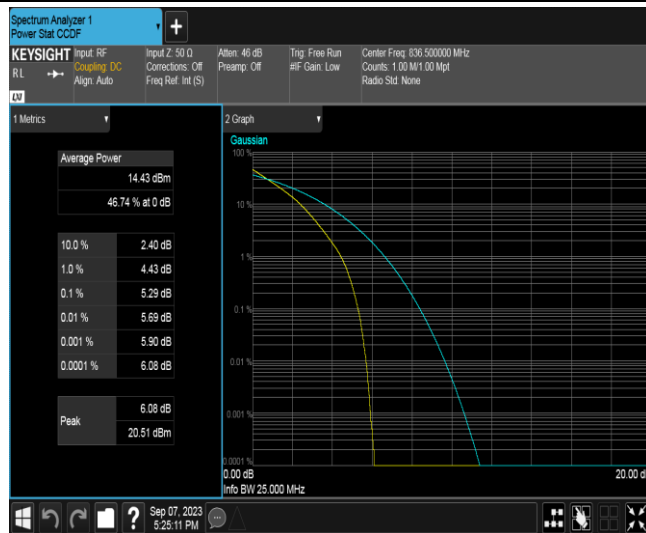 Spectrum Analyzer 1
Power Stat CCDF
KEYSIGHT
RL
Input: RF
Coupling: DC
Align: Auto
Input Z: 50 Ω
Corrections: Off
Freq Ref: Int (S)
Atten: 46 dB
Preamp: Off
Trig: Free Run
#IF Gain: Low
Center Freq: 836.500000 MHz
Counts: 1.00 M/1.00 Mpt
Radio Std: None
1 Metrics
Average Power
14.43 dBm
46.74 % at 0 dB
10.0 % 2.40 dB
1.0 % 4.43 dB
0.1 % 5.29 dB
0.01 % 5.69 dB
0.001 % 5.90 dB
0.0001 % 6.08 dB
Peak
6.08 dB
20.51 dBm
2 Graph
Gaussian
100 %
10 %
1 %
0.1 %
0.01 %
0.001 %
0.0001 %
0.00 dB
20.00 d
Info BW 25.000 MHz
Sep 07, 2023
5:25:11 PM